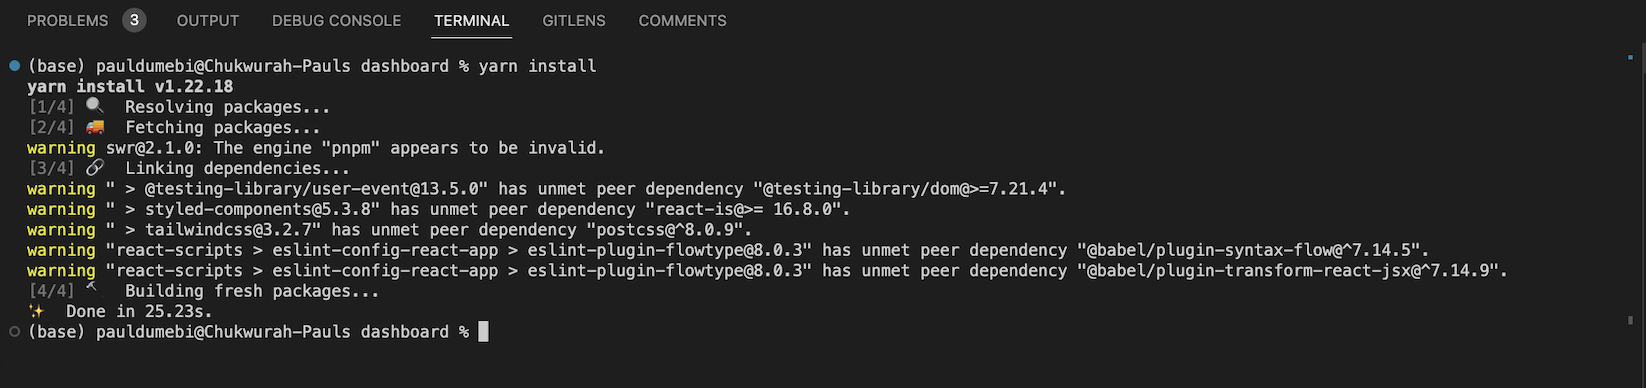 PROBLEMS 3 OUTPUT DEBUG CONSOLE TERMINAL GITLENS COMMENTS
(base) pauldumebi@Chukwurah-Pauls dashboard % yarn install
yarn install v1.22.18
[1/4] 🔍 Resolving packages...
[2/4] 🚚 Fetching packages...
warning swr@2.1.0: The engine "pnpm" appears to be invalid.
[3/4] 🔗 Linking dependencies...
warning " > @testing-library/user-event@13.5.0" has unmet peer dependency "@testing-library/dom@>=7.21.4".
warning " > styled-components@5.3.8" has unmet peer dependency "react-is@>= 16.8.0".
warning " > tailwindcss@3.2.7" has unmet peer dependency "postcss@^8.0.9".
warning "react-scripts > eslint-config-react-app > eslint-plugin-flowtype@8.0.3" has unmet peer dependency "@babel/plugin-syntax-flow@^7.14.5".
warning "react-scripts > eslint-config-react-app > eslint-plugin-flowtype@8.0.3" has unmet peer dependency "@babel/plugin-transform-react-jsx@^7.14.9".
[4/4] 🔨 Building fresh packages...
✨ Done in 25.23s.
(base) pauldumebi@Chukwurah-Pauls dashboard %